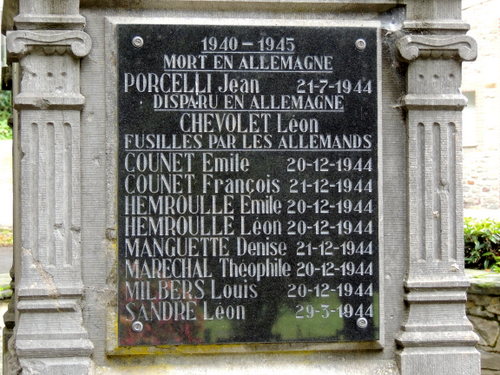 1940 – 1945
MORT EN ALLEMAGNE
PORCELLI Jean 21-7-1944
DISPARU EN ALLEMAGNE
CHEVOLET Léon
FUSILLES PAR LES ALLEMANDS
COUNET Emile 20-12-1944
COUNET François 21-12-1944
HEMROULLE Emile 20-12-1944
HEMROULLE Léon 20-12-1944
MANGUETTE Denise 21-12-1944
MARECHAL Théophile 20-12-1944
MILBERS Louis 20-12-1944
SANDRE Léon 29-3-1944